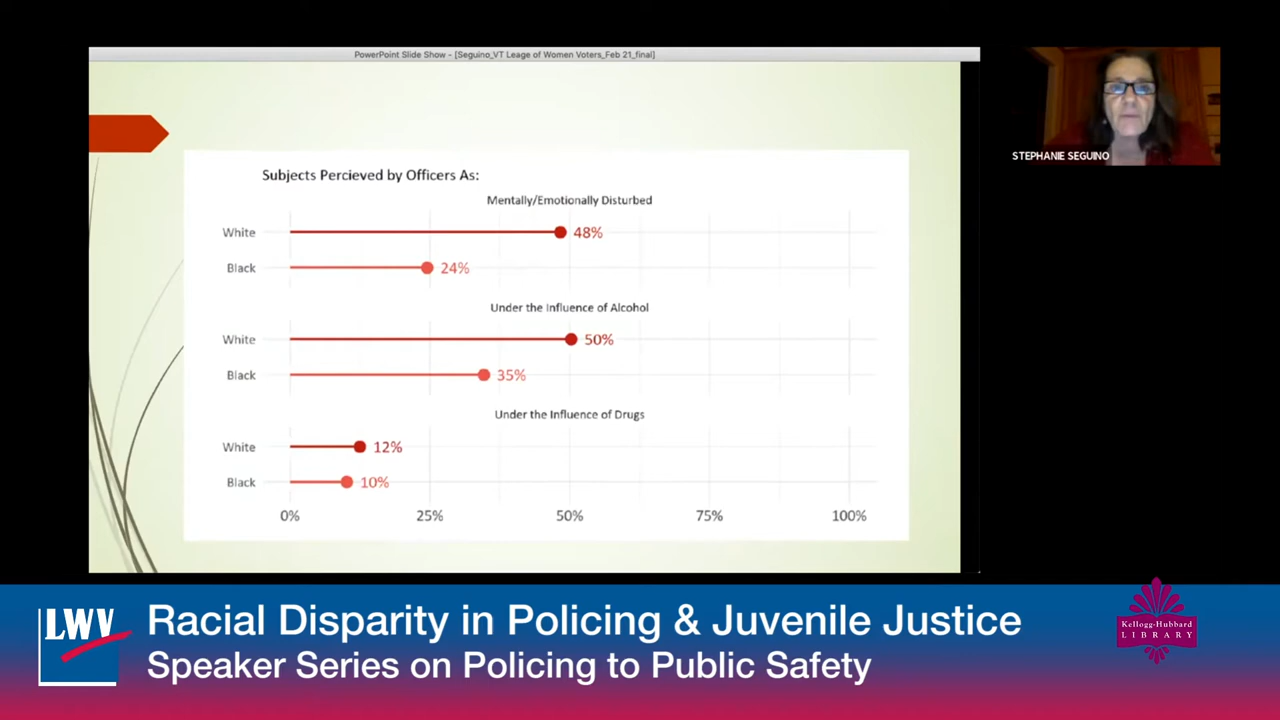 PowerPoint Slide Show - [Seguino_VT Leage of Women Voters_Feb 21_final]
STEPHANIE SEGUINO
Subjects Percieved by Officers As:
Mentally/Emotionally Disturbed
White 48%
Black 24%
Under the Influence of Alcohol
White 50%
Black 35%
Under the Influence of Drugs
White 12%
Black 10%
0% 25% 50% 75% 100%
LWV
Racial Disparity in Policing & Juvenile Justice
Speaker Series on Policing to Public Safety
Kellogg-Hubbard
LIBRARY